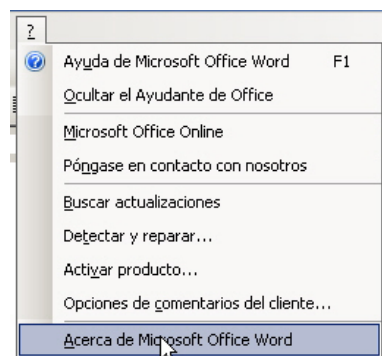 ?
Ayuda de Microsoft Office Word F1
Ocultar el Ayudante de Office
Microsoft Office Online
Póngase en contacto con nosotros
Buscar actualizaciones
Detectar y reparar...
Activar producto...
Opciones de comentarios del cliente...
Acerca de Microsoft Office Word